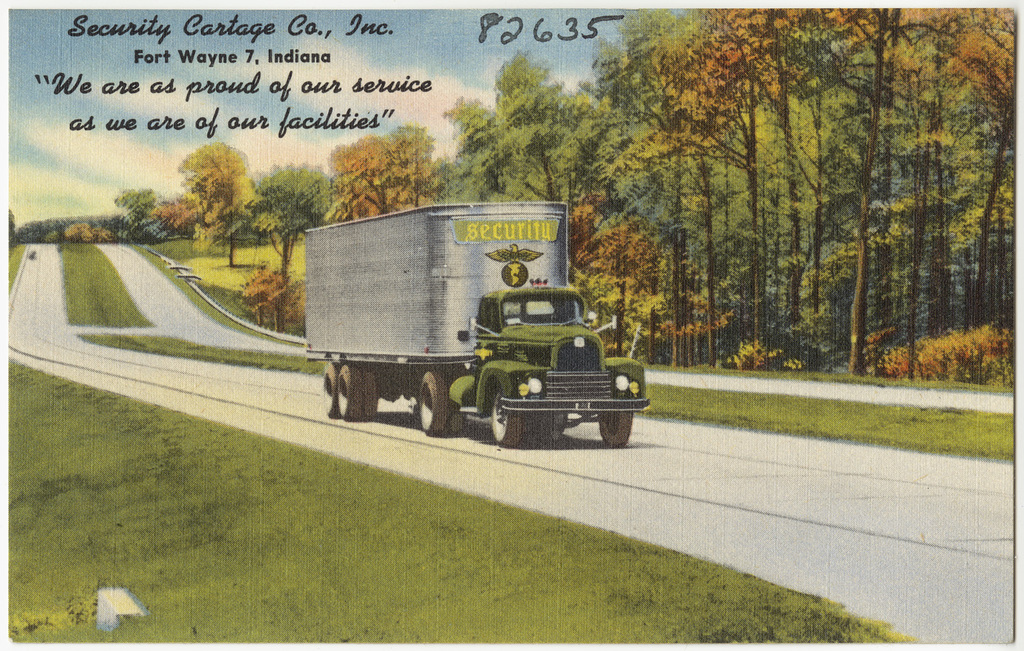 Security Cartage Co., Inc.
82635
Fort Wayne 7, Indiana
"We are as proud of our service
as we are of our facilities"
security